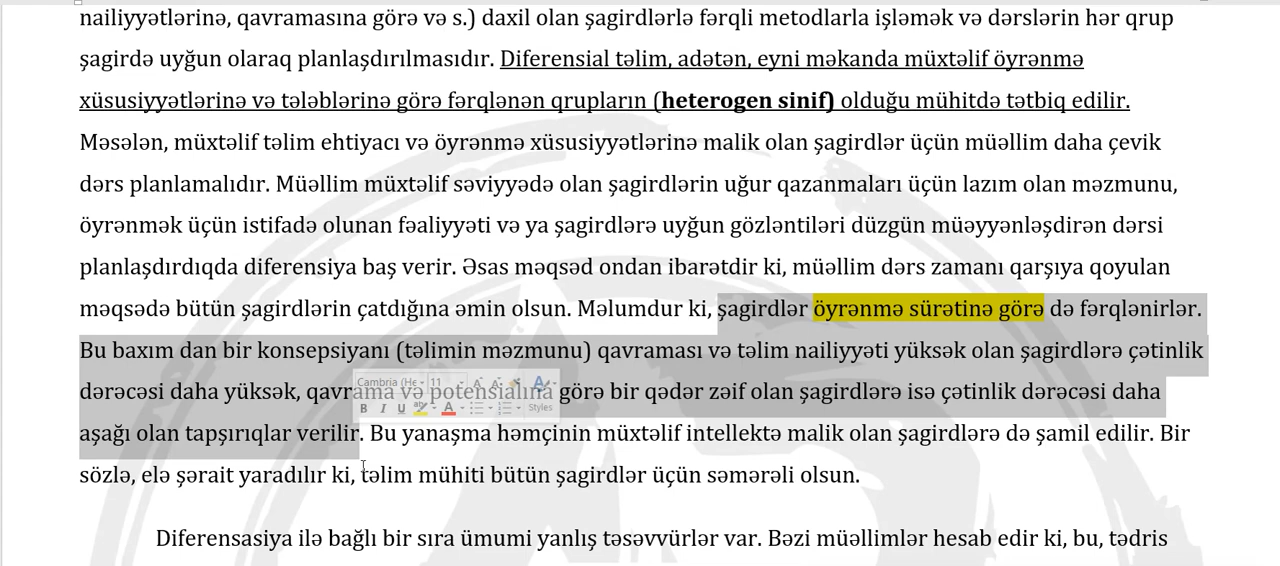 nailiyyətlərinə, qavramasına görə və s.) daxil olan şagirdlərlə fərqli metodlarla işləmək və dərslərin hər qrup
şagirdə uyğun olaraq planlaşdırılmasıdır. Diferensial təlim, adətən, eyni məkanda müxtəlif öyrənmə
xüsusiyyətlərinə və tələblərinə görə fərqlənən qrupların (heterogen sinif) olduğu mühitdə tətbiq edilir.
Məsələn, müxtəlif təlim ehtiyacı və öyrənmə xüsusiyyətlərinə malik olan şagirdlər üçün müəllim daha çevik
dərs planlamalıdır. Müəllim müxtəlif səviyyədə olan şagirdlərin uğur qazanmaları üçün lazım olan məzmunu,
öyrənmək üçün istifadə olunan fəaliyyəti və ya şagirdlərə uyğun gözləntiləri düzgün müəyyənləşdirən dərsi
planlaşdırdıqda diferensiya baş verir. Əsas məqsəd ondan ibarətdir ki, müəllim dərs zamanı qarşıya qoyulan
məqsədə bütün şagirdlərin çatdığına əmin olsun. Məlumdur ki, şagirdlər öyrənmə sürətinə görə də fərqlənirlər.
Bu baxım dan bir konsepsiyanı (təlimin məzmunu) qavraması və təlim nailiyyəti yüksək olan şagirdlərə çətinlik
dərəcəsi daha yüksək, qavrama və potensialına görə bir qədər zəif olan şagirdlərə isə çətinlik dərəcəsi daha
Cambria (He 11
B I U Styles
aşağı olan tapşırıqlar verilir. Bu yanaşma həmçinin müxtəlif intellektə malik olan şagirdlərə də şamil edilir. Bir
sözlə, elə şərait yaradılır ki, təlim mühiti bütün şagirdlər üçün səmərəli olsun.
Diferensasiya ilə bağlı bir sıra ümumi yanlış təsəvvürlər var. Bəzi müəllimlər hesab edir ki, bu, tədris